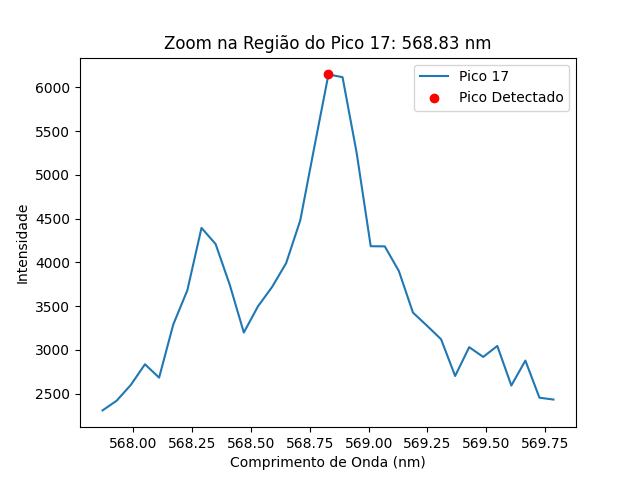 Zoom na Região do Pico 17: 568.83 nm
Pico 17
Pico Detectado
Intensidade
6000
5500
5000
4500
4000
3500
3000
2500
568.00 568.25 568.50 568.75 569.00 569.25 569.50 569.75
Comprimento de Onda (nm)